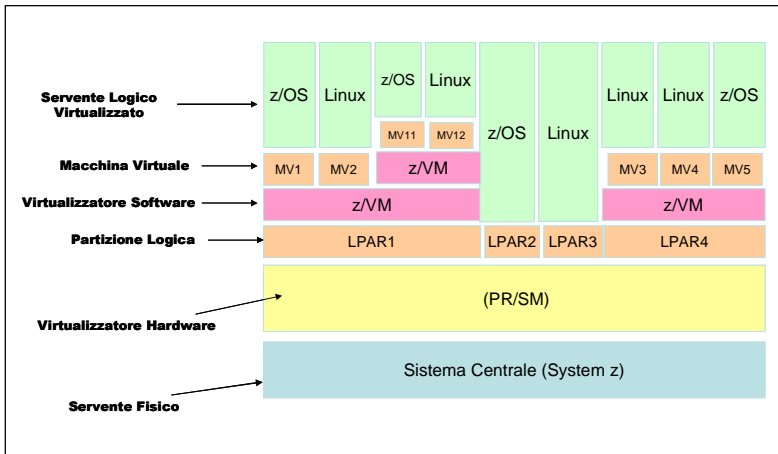 z/OS
Linux
z/OS
Linux
z/OS
Linux
Linux
Linux
z/OS
Servente Logico
Virtualizzato
MV11
MV12
Macchina Virtuale
MV1
MV2
z/VM
MV3
MV4
MV5
Virtualizzatore Software
z/VM
z/VM
Partizione Logica
LPAR1
LPAR2
LPAR3
LPAR4
(PR/SM)
Virtualizzatore Hardware
Sistema Centrale (System z)
Servente Fisico